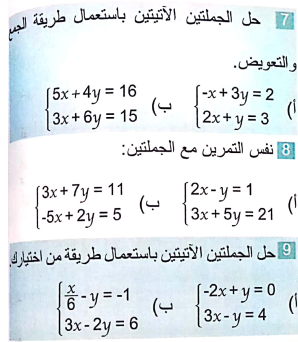 7 حل الجملتين الآتيتين باستعمال طريقة الجمع
والتعويض.
أ) {-x + 3y = 2 ب) {5x + 4y = 16
2x + y = 3 3x + 6y = 15
8 نفس التمرين مع الجملتين:
أ) {2x - y = 1 ب) {3x + 7y = 11
3x + 5y = 21 -5x + 2y = 5
9 حل الجملتين الآتيتين باستعمال طريقة من اختيارك.
أ) {-2x + y = 0 ب) {x/6 - y = -1
3x - y = 4 3x - 2y = 6